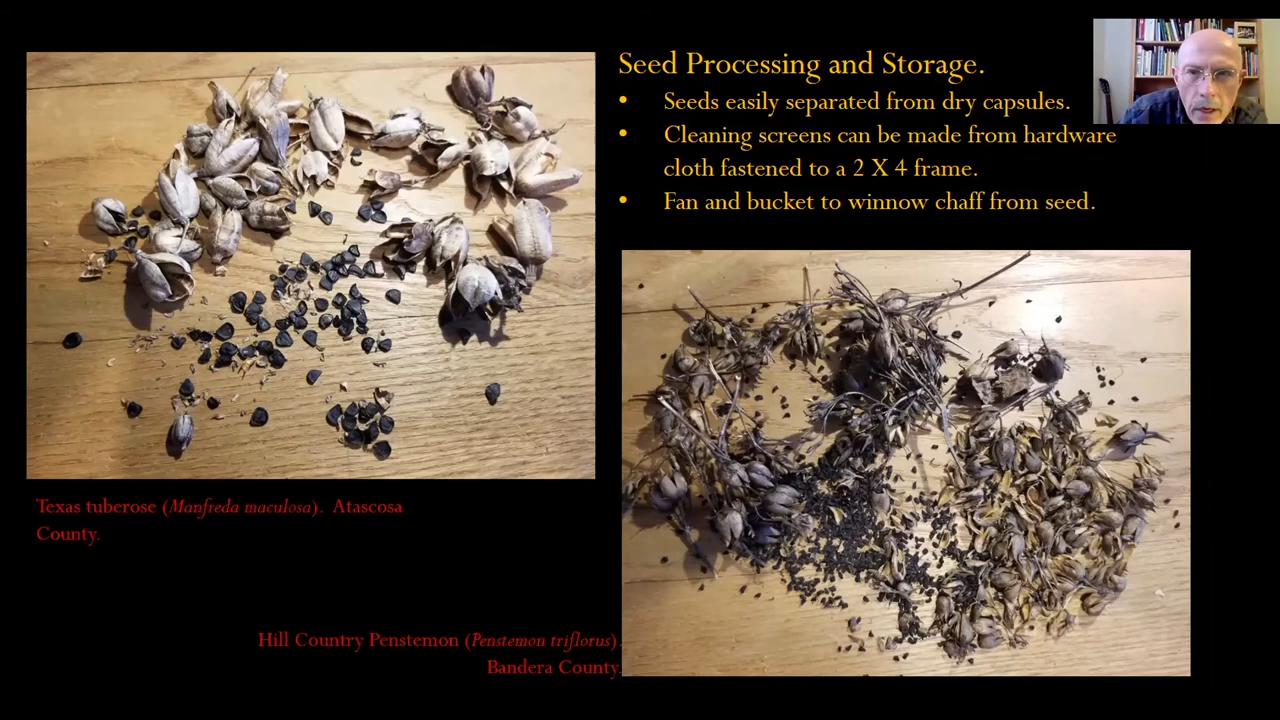 Seed Processing and Storage.
• Seeds easily separated from dry capsules.
• Cleaning screens can be made from hardware
cloth fastened to a 2 X 4 frame.
• Fan and bucket to winnow chaff from seed.
Texas tuberose (Manfreda maculosa). Atascosa
County.
Hill Country Penstemon (Penstemon triflorus).
Bandera County.